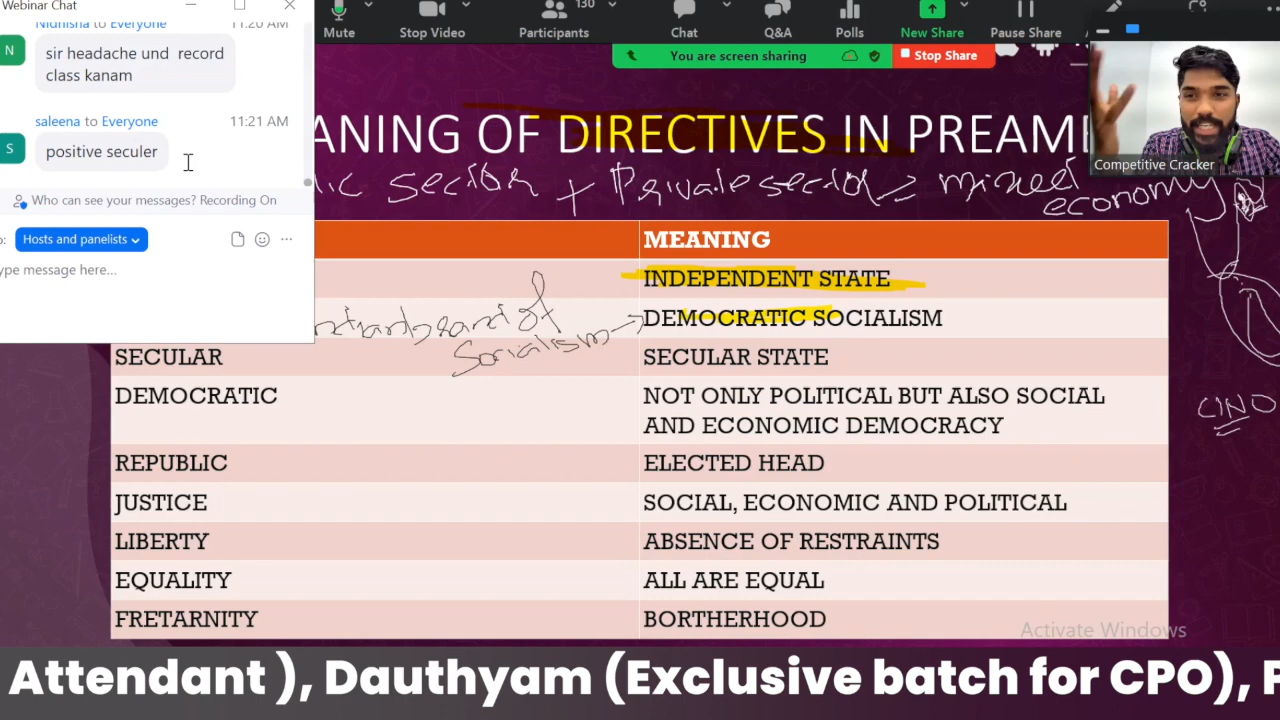 Webinar Chat
Nidhisha to Everyone 11:20 AM
N
sir headache und record
class kanam
saleena to Everyone 11:21 AM
S
positive seculer
Who can see your messages? Recording On
Hosts and panelists
ype message here...
Mute
Stop Video
130
Participants
Chat
Q&A
Polls
New Share
Pause Share
You are screen sharing
Stop Share
Competitive Cracker
ANING OF DIRECTIVES IN PREAM
ic sector + Private sector = mixed
economy
MEANING
INDEPENDENT STATE
brand of
Socialism → DEMOCRATIC SOCIALISM
SECULAR SECULAR STATE
DEMOCRATIC NOT ONLY POLITICAL BUT ALSO SOCIAL
AND ECONOMIC DEMOCRACY
REPUBLIC ELECTED HEAD
JUSTICE SOCIAL, ECONOMIC AND POLITICAL
LIBERTY ABSENCE OF RESTRAINTS
EQUALITY ALL ARE EQUAL
FRETARNITY BORTHERHOOD
Activate Windows
Attendant ), Dauthyam (Exclusive batch for CPO), P